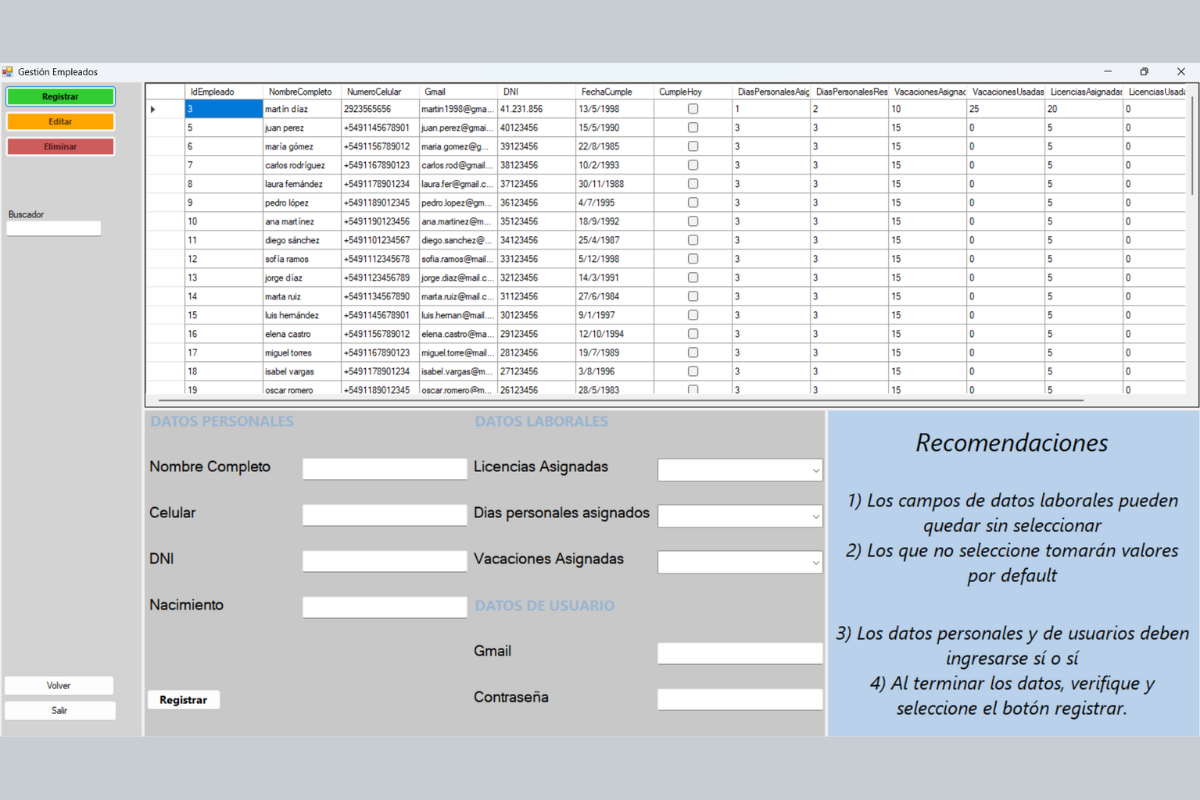 Gestión Empleados
Registrar
Editar
Eliminar
Buscador
Volver
Salir
IdEmpleado NombreCompleto NumeroCelular Gmail DNI FechaCumple CumpleHoy DiasPersonalesAsig DiasPersonalesRes VacacionesAsignac VacacionesUsadas LicenciasAsignadas LicenciasUsada
3 martín díaz 2923565656 martin1998@gma... 41.231.856 13/5/1998 1 2 10 25 20
5 juan perez +5491145678901 juan.perez@gmai... 40123456 15/5/1990 3 3 15 0 5 0
6 maría gómez +5491156789012 maria.gomez@g... 39123456 22/8/1985 3 3 15 0 5 0
7 carlos rodríguez +5491167890123 carlos.rod@gmail... 38123456 10/2/1993 3 3 15 0 5 0
8 laura fernández +5491178901234 laura.fer@gmail.c... 37123456 30/11/1988 3 3 15 0 5 0
9 pedro lópez +5491189012345 pedro.lopez@gm... 36123456 4/7/1995 3 3 15 0 5 0
10 ana martínez +5491190123456 ana.martinez@m... 35123456 18/9/1992 3 3 15 0 5 0
11 diego sánchez +5491101234567 diego.sanchez@... 34123456 25/4/1987 3 3 15 0 5 0
12 sofía ramos +5491112345678 sofia.ramos@mail... 33123456 5/12/1998 3 3 15 0 5 0
13 jorge díaz +5491123456789 jorge.diaz@mail.c... 32123456 14/3/1991 3 3 15 0 5 0
14 marta ruiz +5491134567890 marta.ruiz@mail.c... 31123456 27/6/1984 3 3 15 0 5 0
15 luis hernández +5491145678901 luis.hernan@mail.... 30123456 9/1/1997 3 3 15 0 5 0
16 elena castro +5491156789012 elena.castro@ma... 29123456 12/10/1994 3 3 15 0 5 0
17 miguel torres +5491167890123 miguel.torre@mail... 28123456 19/7/1989 3 3 15 0 5 0
18 isabel vargas +5491178901234 isabel.vargas@m... 27123456 3/8/1996 3 3 15 0 5 0
19 oscar romero +5491189012345 oscar.romero@m... 26123456 28/5/1983 3 3 15 0 5 0
DATOS PERSONALES
Nombre Completo
Celular
DNI
Nacimiento
Registrar
DATOS LABORALES
Licencias Asignadas
Dias personales asignados
Vacaciones Asignadas
DATOS DE USUARIO
Gmail
Contraseña
Recomendaciones
1) Los campos de datos laborales pueden
quedar sin seleccionar
2) Los que no seleccione tomarán valores
por default
3) Los datos personales y de usuarios deben
ingresarse sí o sí
4) Al terminar los datos, verifique y
seleccione el botón registrar.